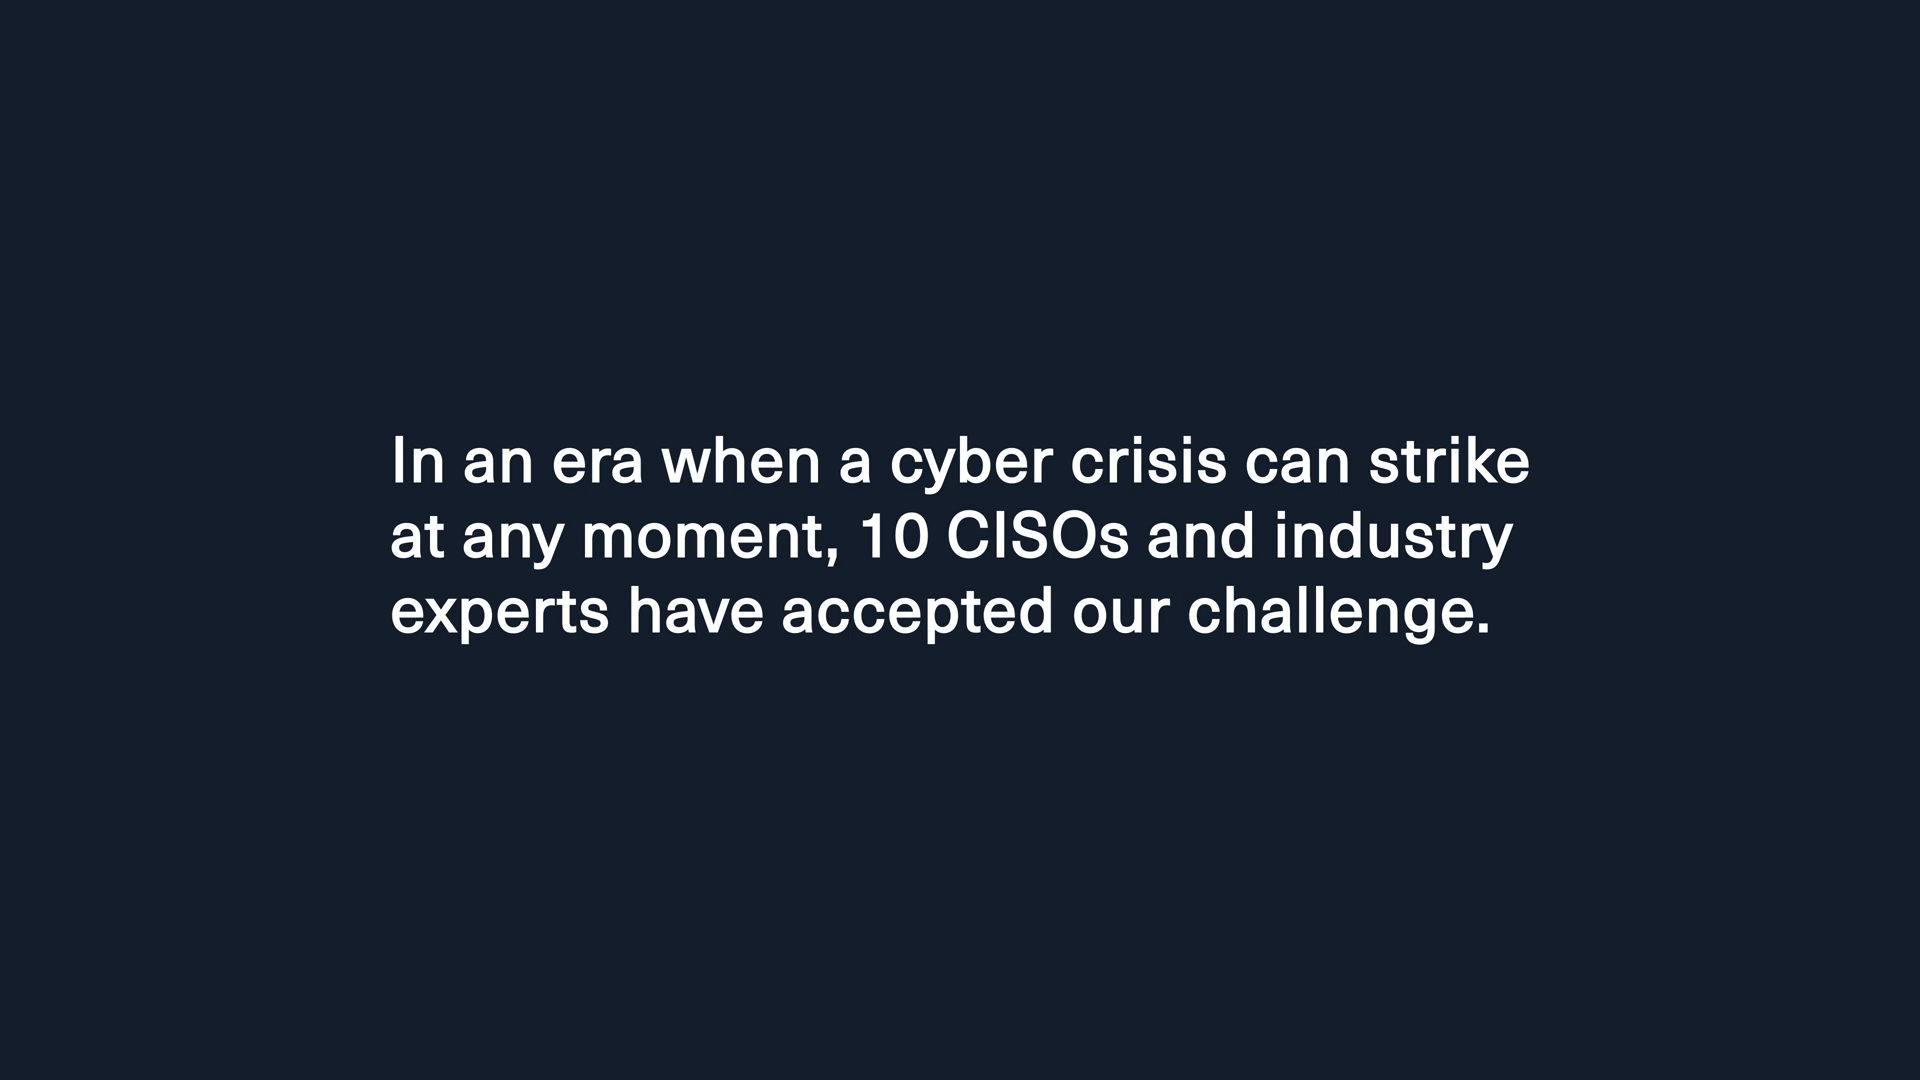 In an era when a cyber crisis can strike
at any moment, 10 CISOs and industry
experts have accepted our challenge.